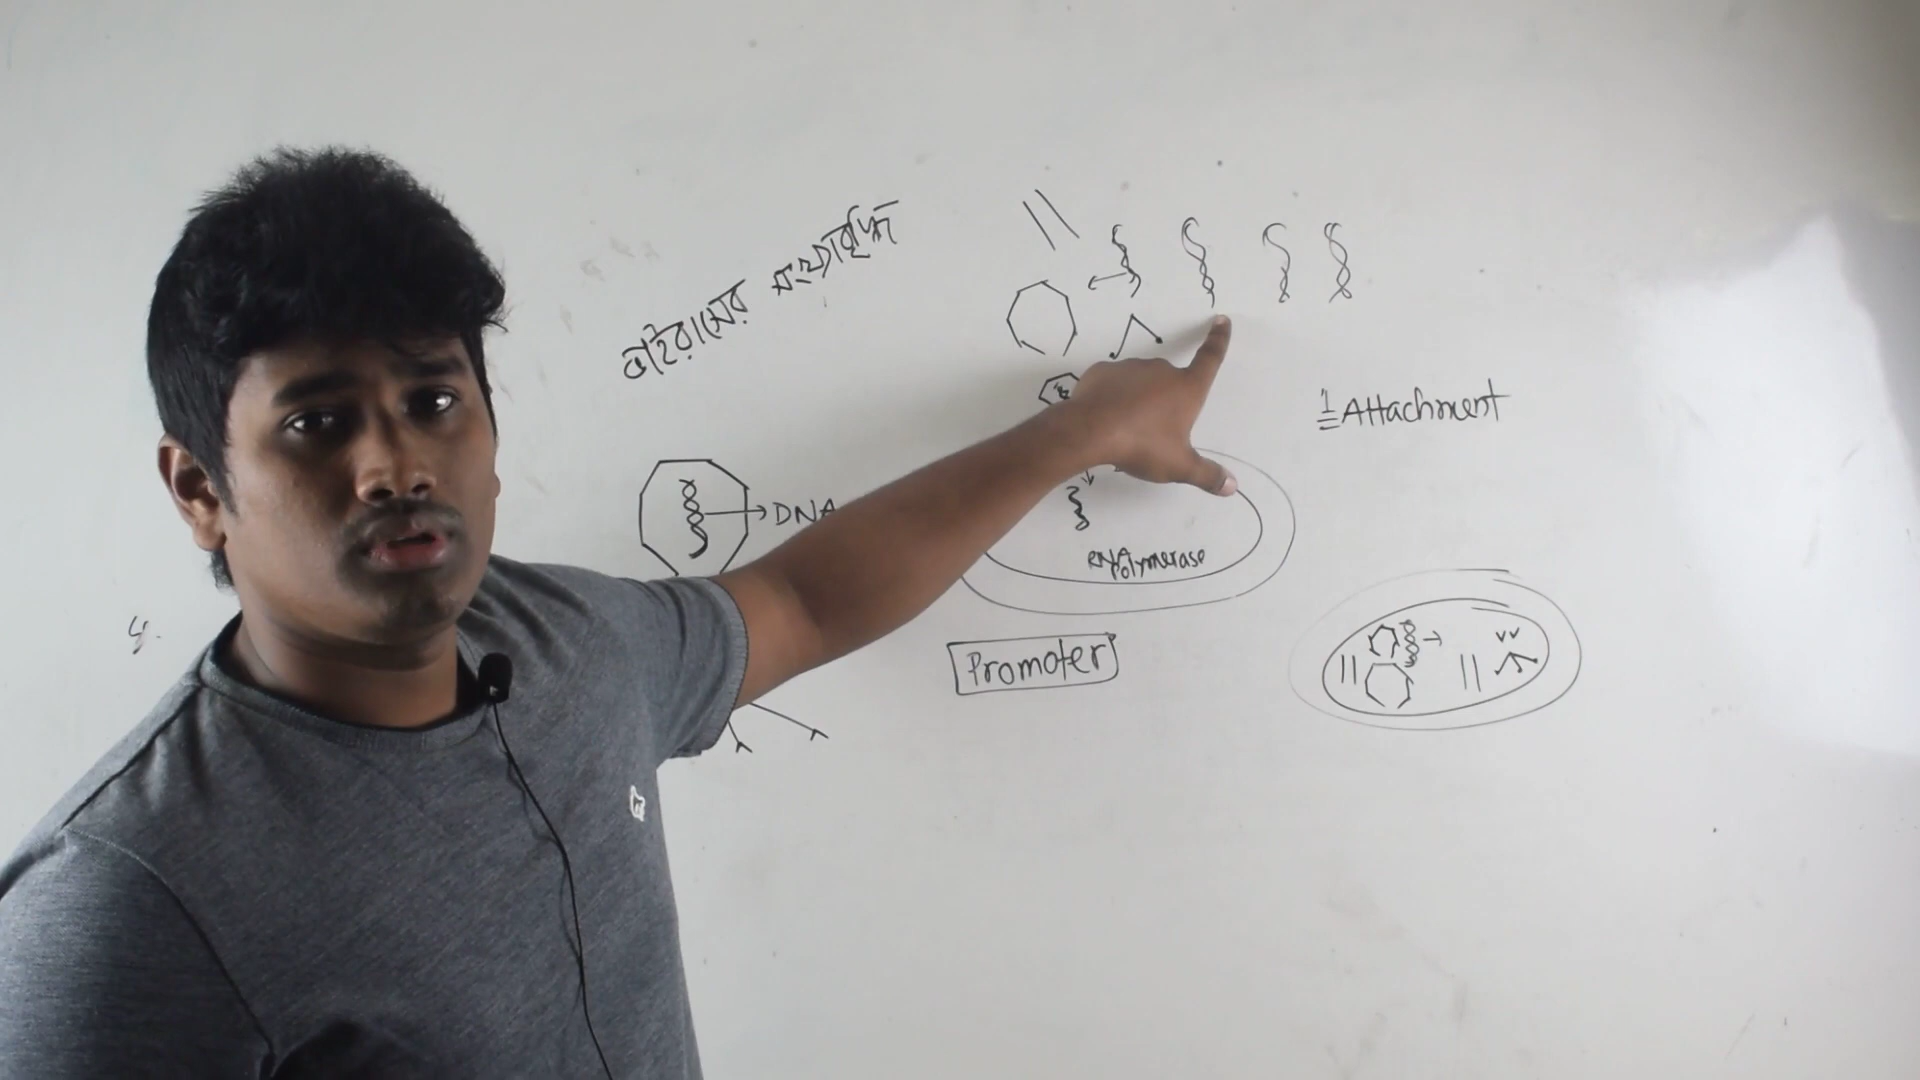 ভাইরাসের সংখ্যাবৃদ্ধি
1 Attachment
DNA
RNA
Polymerase
Promoter